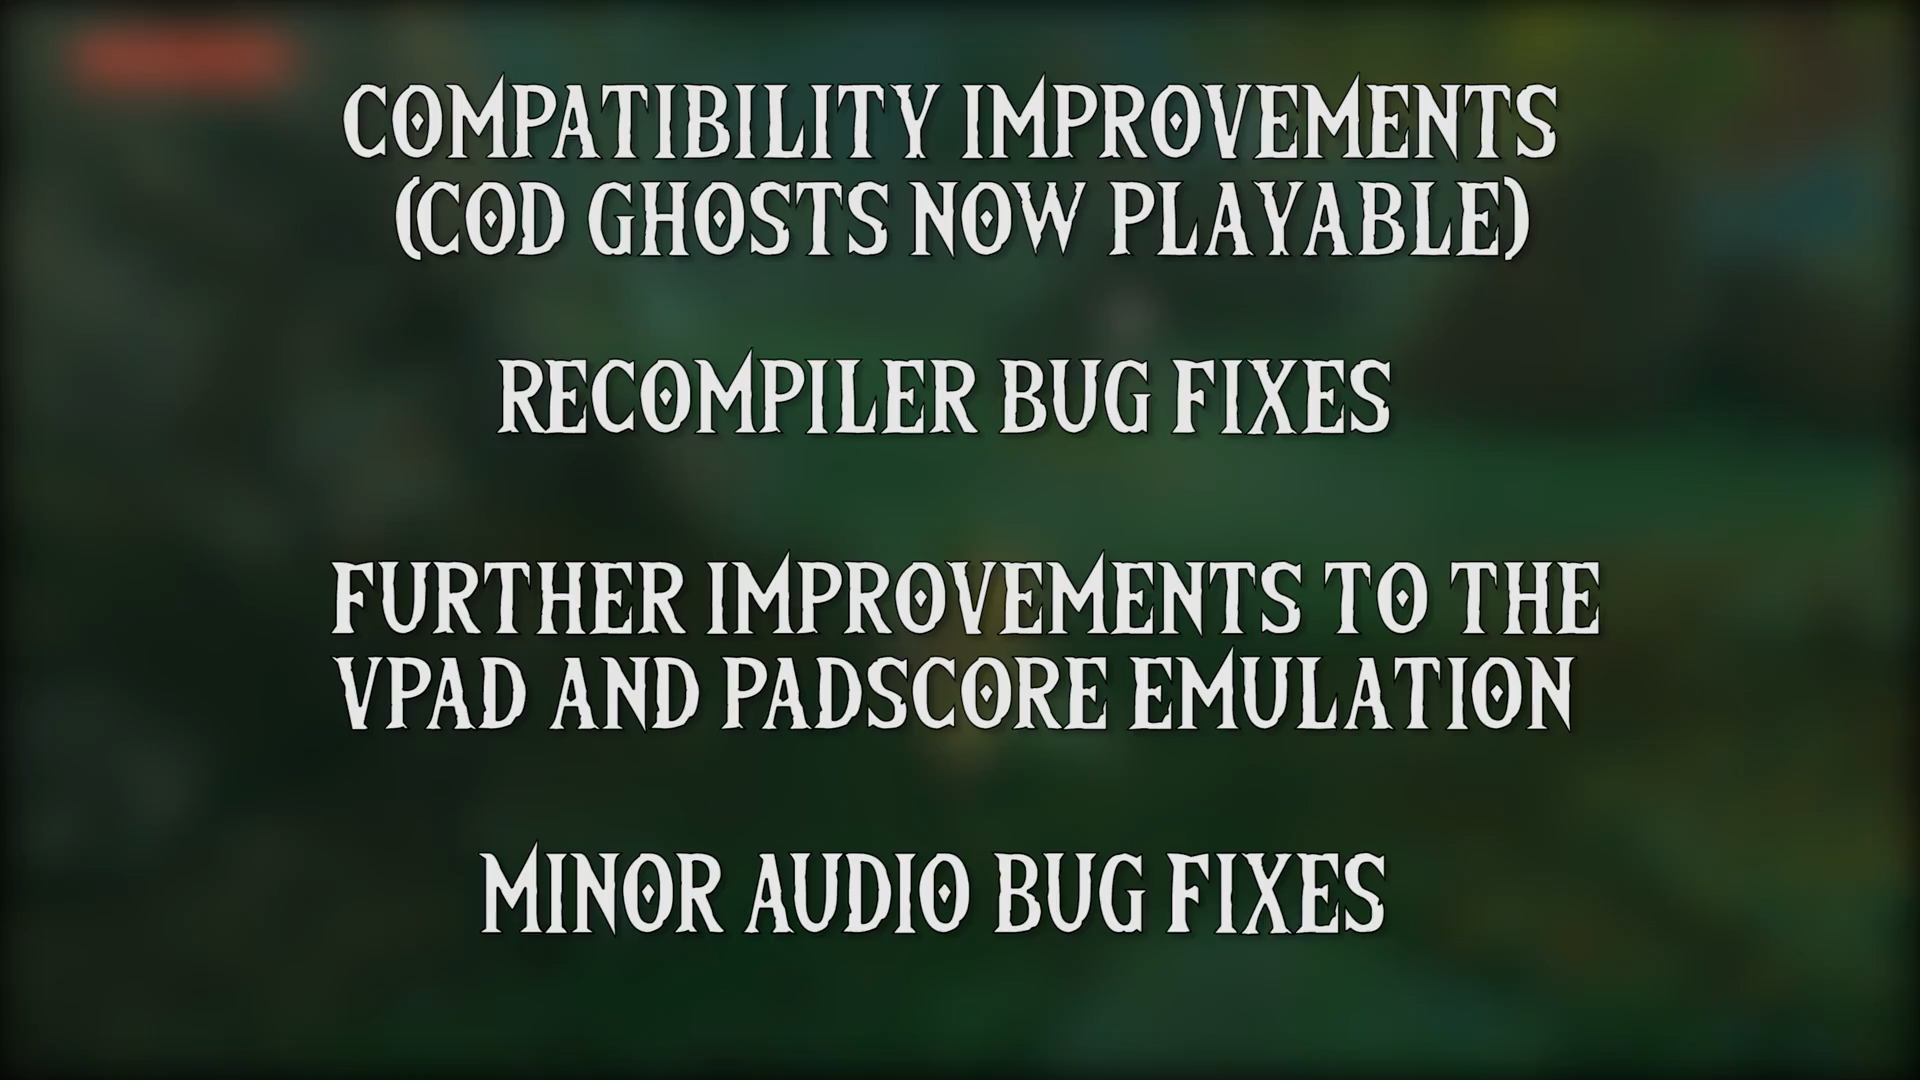 COMPATIBILITY IMPROVEMENTS
(COD GHOSTS NOW PLAYABLE)
RECOMPILER BUG FIXES
FURTHER IMPROVEMENTS TO THE
VPAD AND PADSCORE EMULATION
MINOR AUDIO BUG FIXES